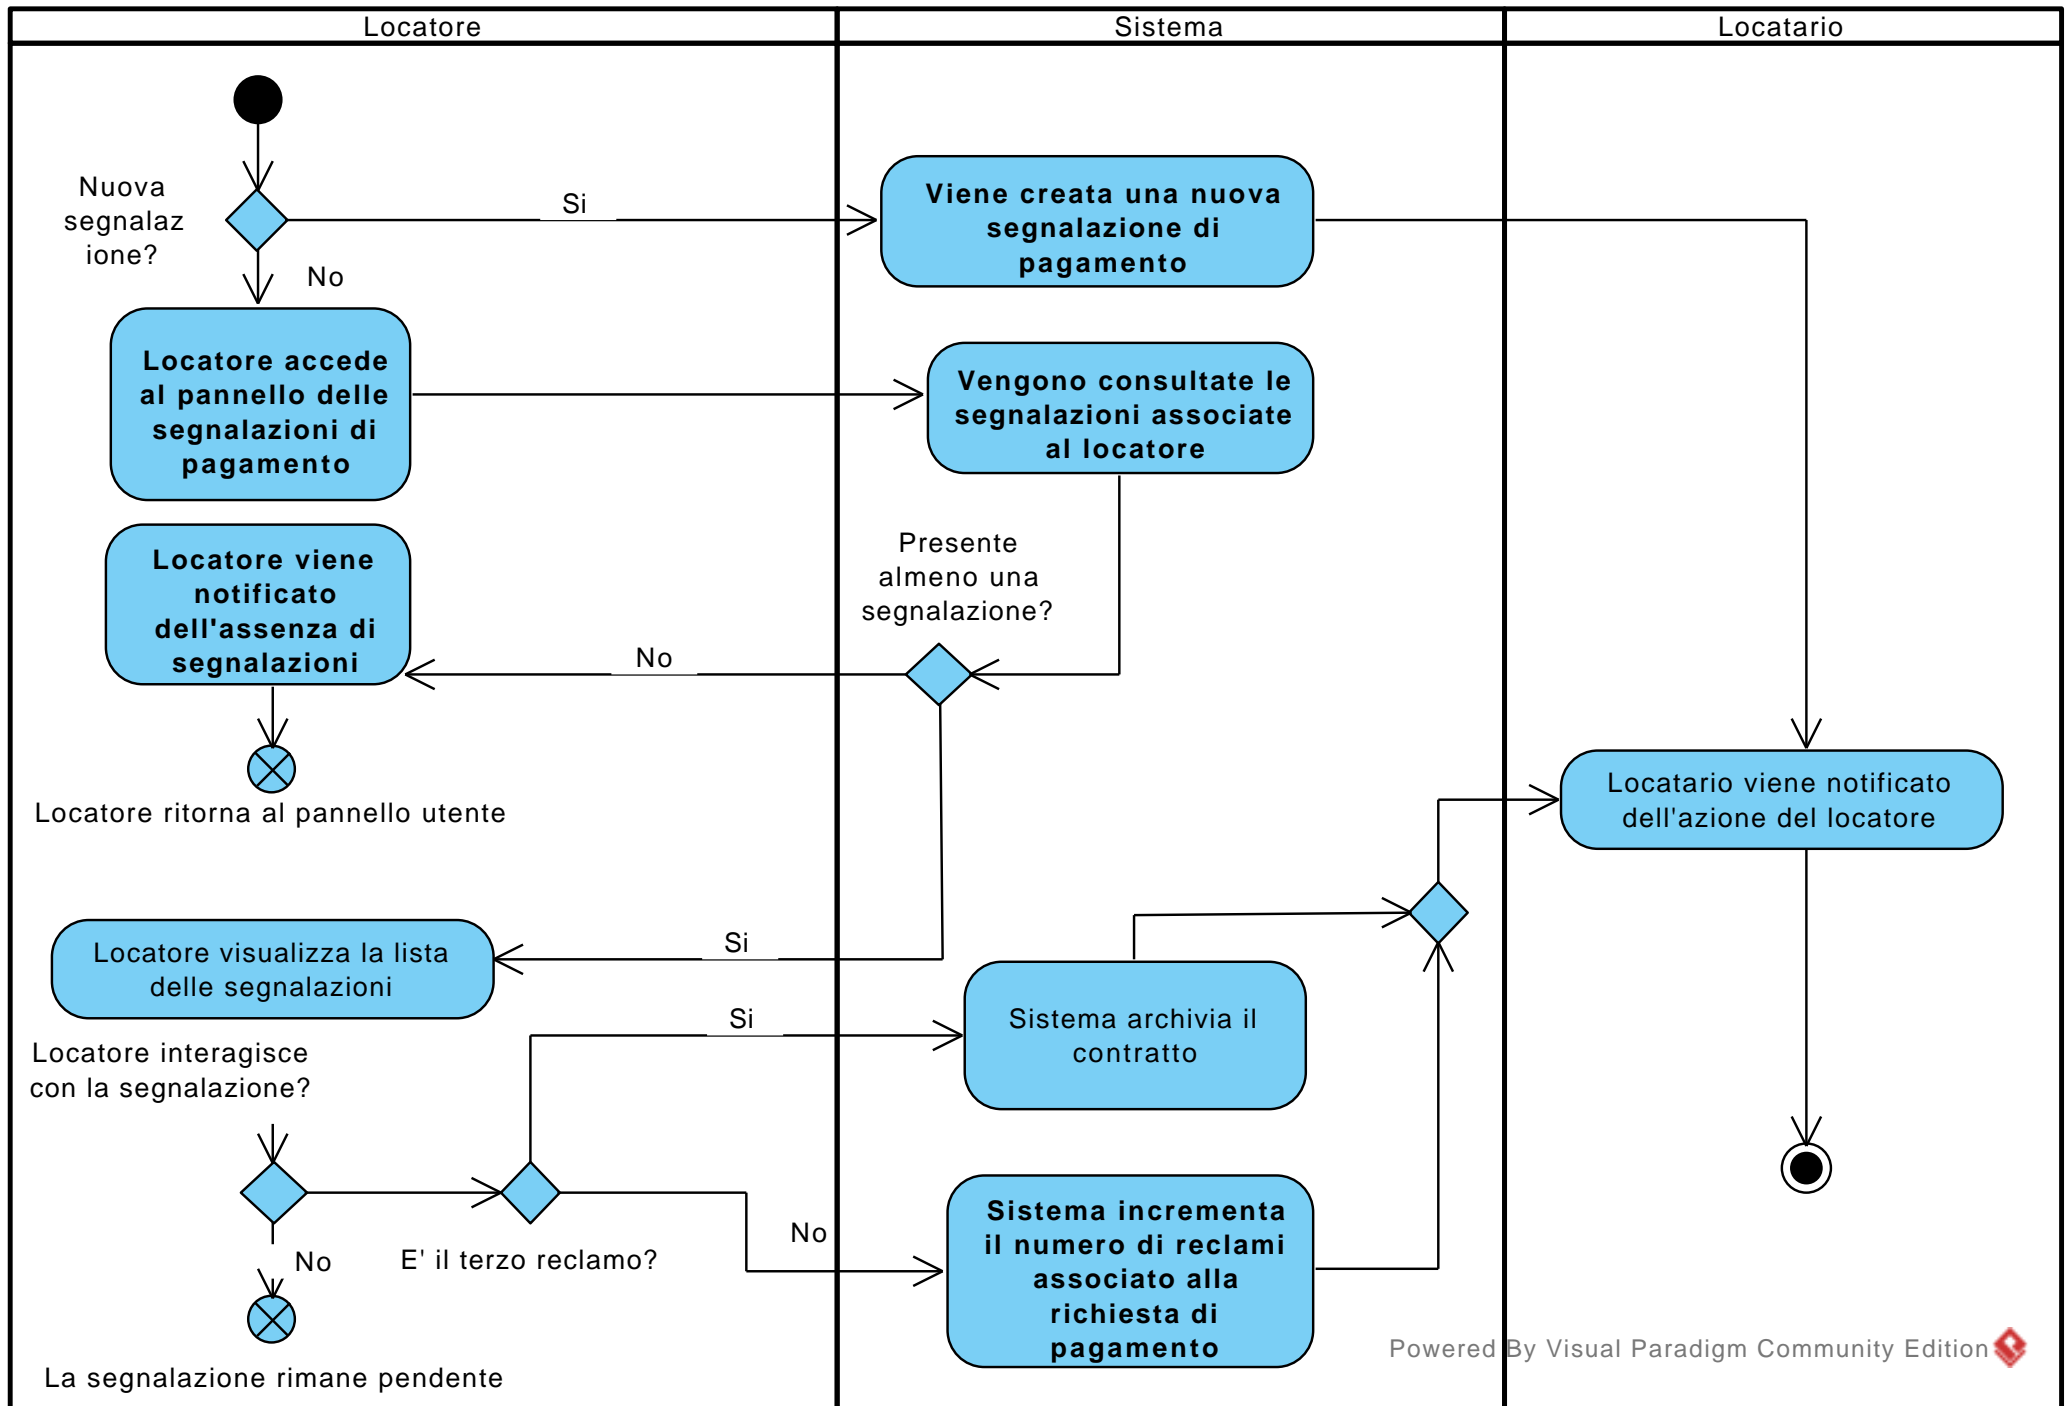 Locatore
Sistema
Locatario
Nuova
segnalaz
ione?
Si
No
Viene creata una nuova
segnalazione di
pagamento
Locatore accede
al pannello delle
segnalazioni di
pagamento
Vengono consultate le
segnalazioni associate
al locatore
Locatore viene
notificato
dell'assenza di
segnalazioni
Presente
almeno una
segnalazione?
No
Locatore ritorna al pannello utente
Locatario viene notificato
dell'azione del locatore
Locatore visualizza la lista
delle segnalazioni
Si
Si
Sistema archivia il
contratto
Locatore interagisce
con la segnalazione?
No
E' il terzo reclamo?
No
Sistema incrementa
il numero di reclami
associato alla
richiesta di
pagamento
La segnalazione rimane pendente
Powered By Visual Paradigm Community Edition